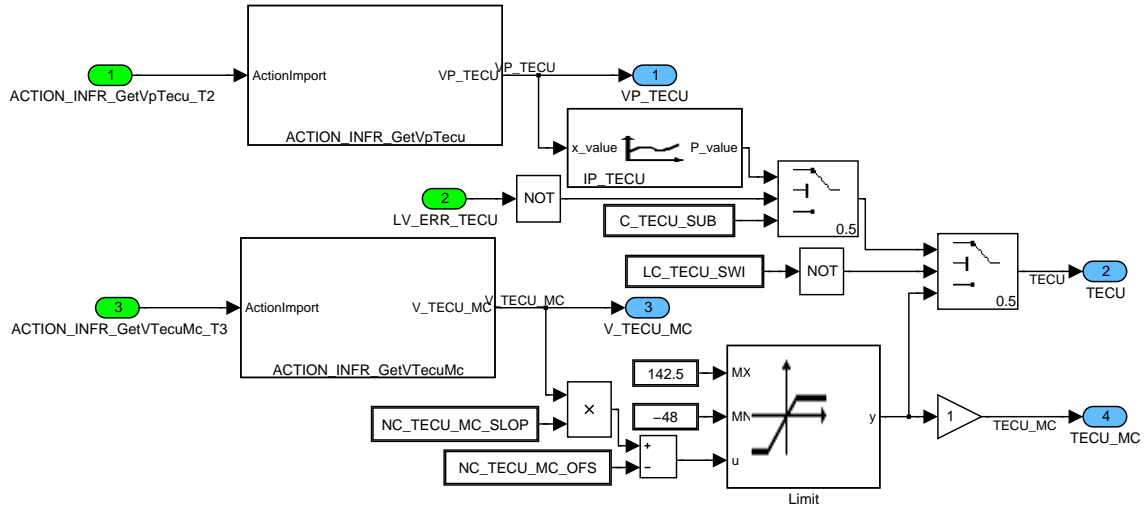 1
ACTION_INFR_GetVpTecu_T2
ActionImport
VP_TECU
ACTION_INFR_GetVpTecu
VP_TECU
1
VP_TECU
x_value
P_value
IP_TECU
2
LV_ERR_TECU
NOT
C_TECU_SUB
0.5
LC_TECU_SWI
NOT
0.5
TECU
2
TECU
3
ACTION_INFR_GetVTecuMc_T3
ActionImport
V_TECU_MC
ACTION_INFR_GetVTecuMc
V_TECU_MC
3
V_TECU_MC
142.5
−48
MX
MN
u
y
Limit
NC_TECU_MC_SLOP
×
NC_TECU_MC_OFS
+
−
1
TECU_MC
4
TECU_MC